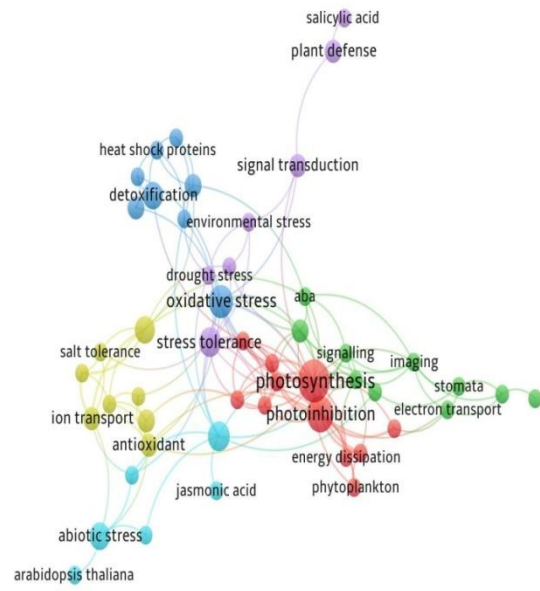 salicylic acid
plant defense
heat shock proteins
signal transduction
detoxification
environmental stress
drought stress
oxidative stress
aba
stress tolerance
salt tolerance
signalling
imaging
photosynthesis
stomata
ion transport
photoinhibition
electron transport
antioxidant
energy dissipation
jasmonic acid
phytoplankton
abiotic stress
arabidopsis thaliana